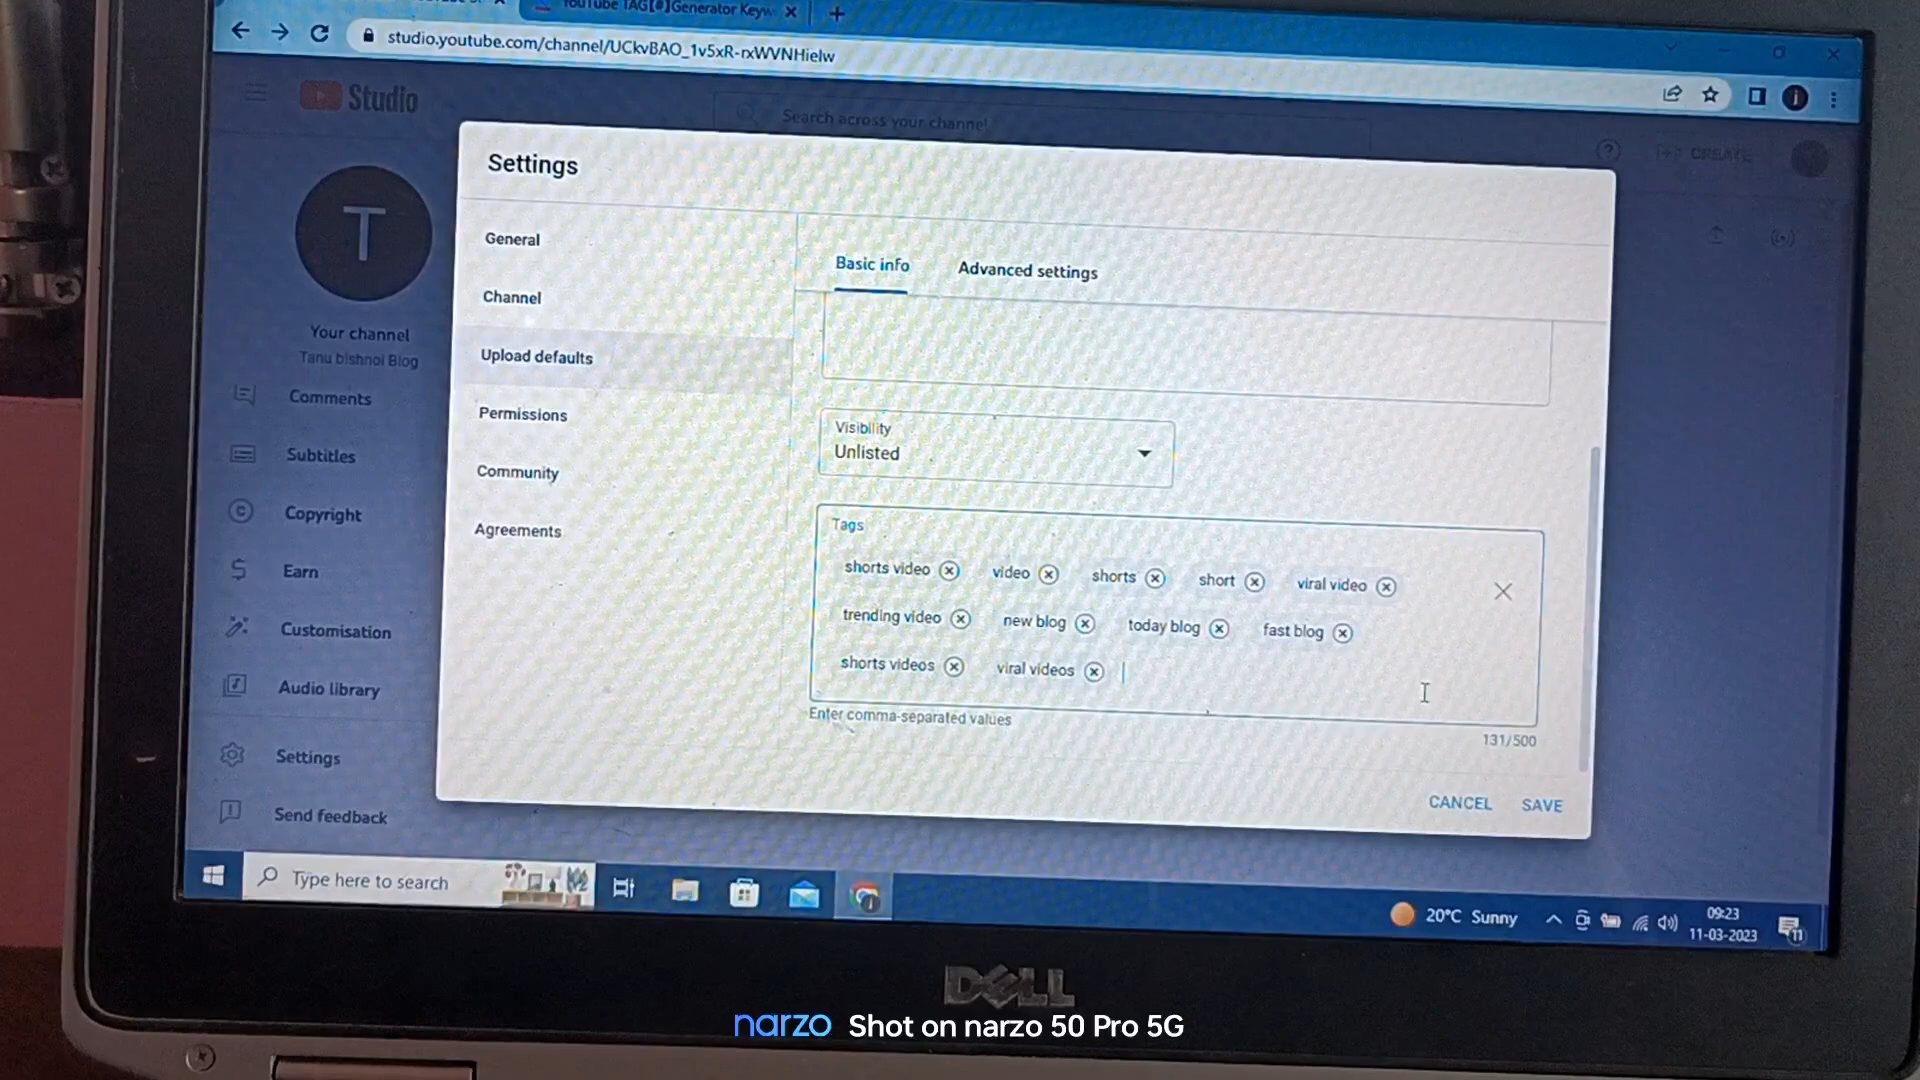 YouTube TAG[#]Generator Keyw
studio.youtube.com/channel/UCkvBAO_1v5xR-rxWVNHieIw
Studio
Search across your channel
CREATE
Settings
T
Your channel
Tanu bishnoi Blog
Comments
Subtitles
Copyright
Earn
Customisation
Audio library
Settings
Send feedback
General
Channel
Upload defaults
Permissions
Community
Agreements
Basic info
Advanced settings
Visibility
Unlisted
Tags
shorts video
video
shorts
short
viral video
trending video
new blog
today blog
fast blog
shorts videos
viral videos
Enter comma-separated values
131/500
CANCEL
SAVE
Type here to search
20°C Sunny
09:23
11-03-2023
11
DELL
narzo Shot on narzo 50 Pro 5G